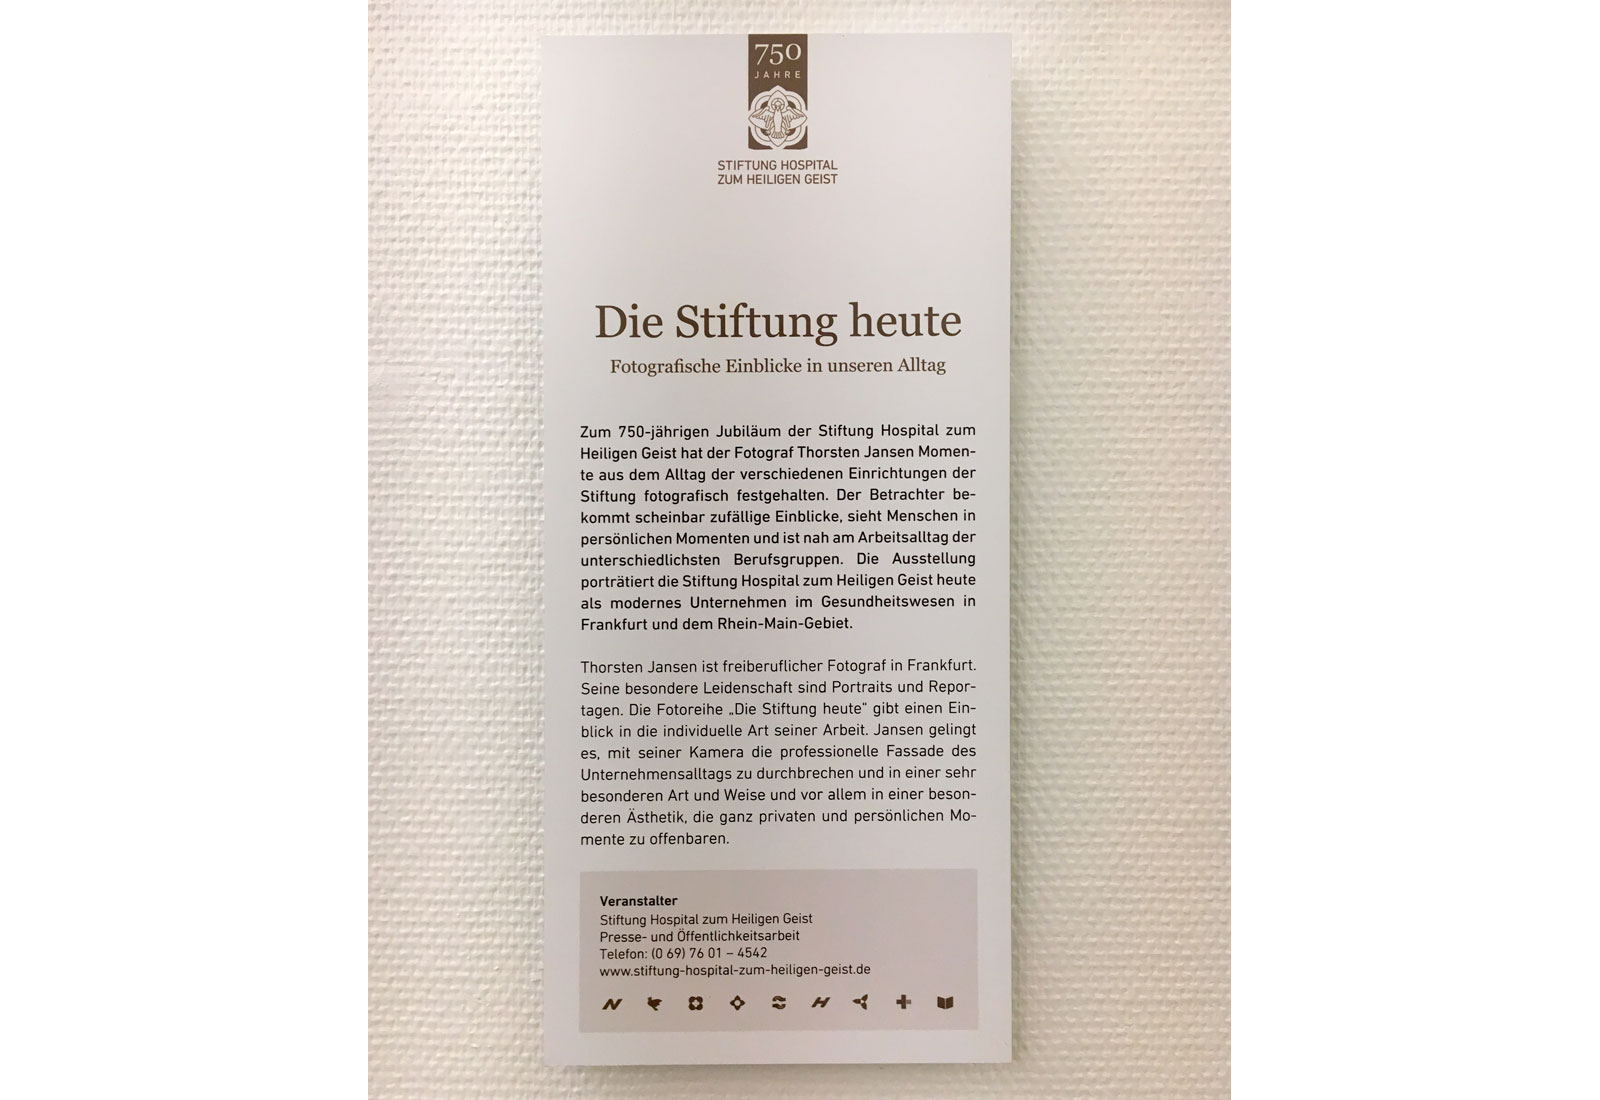 750
JAHRE
STIFTUNG HOSPITAL
ZUM HEILIGEN GEIST
Die Stiftung heute
Fotografische Einblicke in unseren Alltag
Zum 750-jährigen Jubiläum der Stiftung Hospital zum
Heiligen Geist hat der Fotograf Thorsten Jansen Momen-
te aus dem Alltag der verschiedenen Einrichtungen der
Stiftung fotografisch festgehalten. Der Betrachter be-
kommt scheinbar zufällige Einblicke, sieht Menschen in
persönlichen Momenten und ist nah am Arbeitsalltag der
unterschiedlichsten Berufsgruppen. Die Ausstellung
porträtiert die Stiftung Hospital zum Heiligen Geist heute
als modernes Unternehmen im Gesundheitswesen in
Frankfurt und dem Rhein-Main-Gebiet.
Thorsten Jansen ist freiberuflicher Fotograf in Frankfurt.
Seine besondere Leidenschaft sind Portraits und Repor-
tagen. Die Fotoreihe „Die Stiftung heute“ gibt einen Ein-
blick in die individuelle Art seiner Arbeit. Jansen gelingt
es, mit seiner Kamera die professionelle Fassade des
Unternehmensalltags zu durchbrechen und in einer sehr
besonderen Art und Weise und vor allem in einer beson-
deren Ästhetik, die ganz privaten und persönlichen Mo-
mente zu offenbaren.
Veranstalter
Stiftung Hospital zum Heiligen Geist
Presse- und Öffentlichkeitsarbeit
Telefon: (0 69) 76 01 – 4542
www.stiftung-hospital-zum-heiligen-geist.de